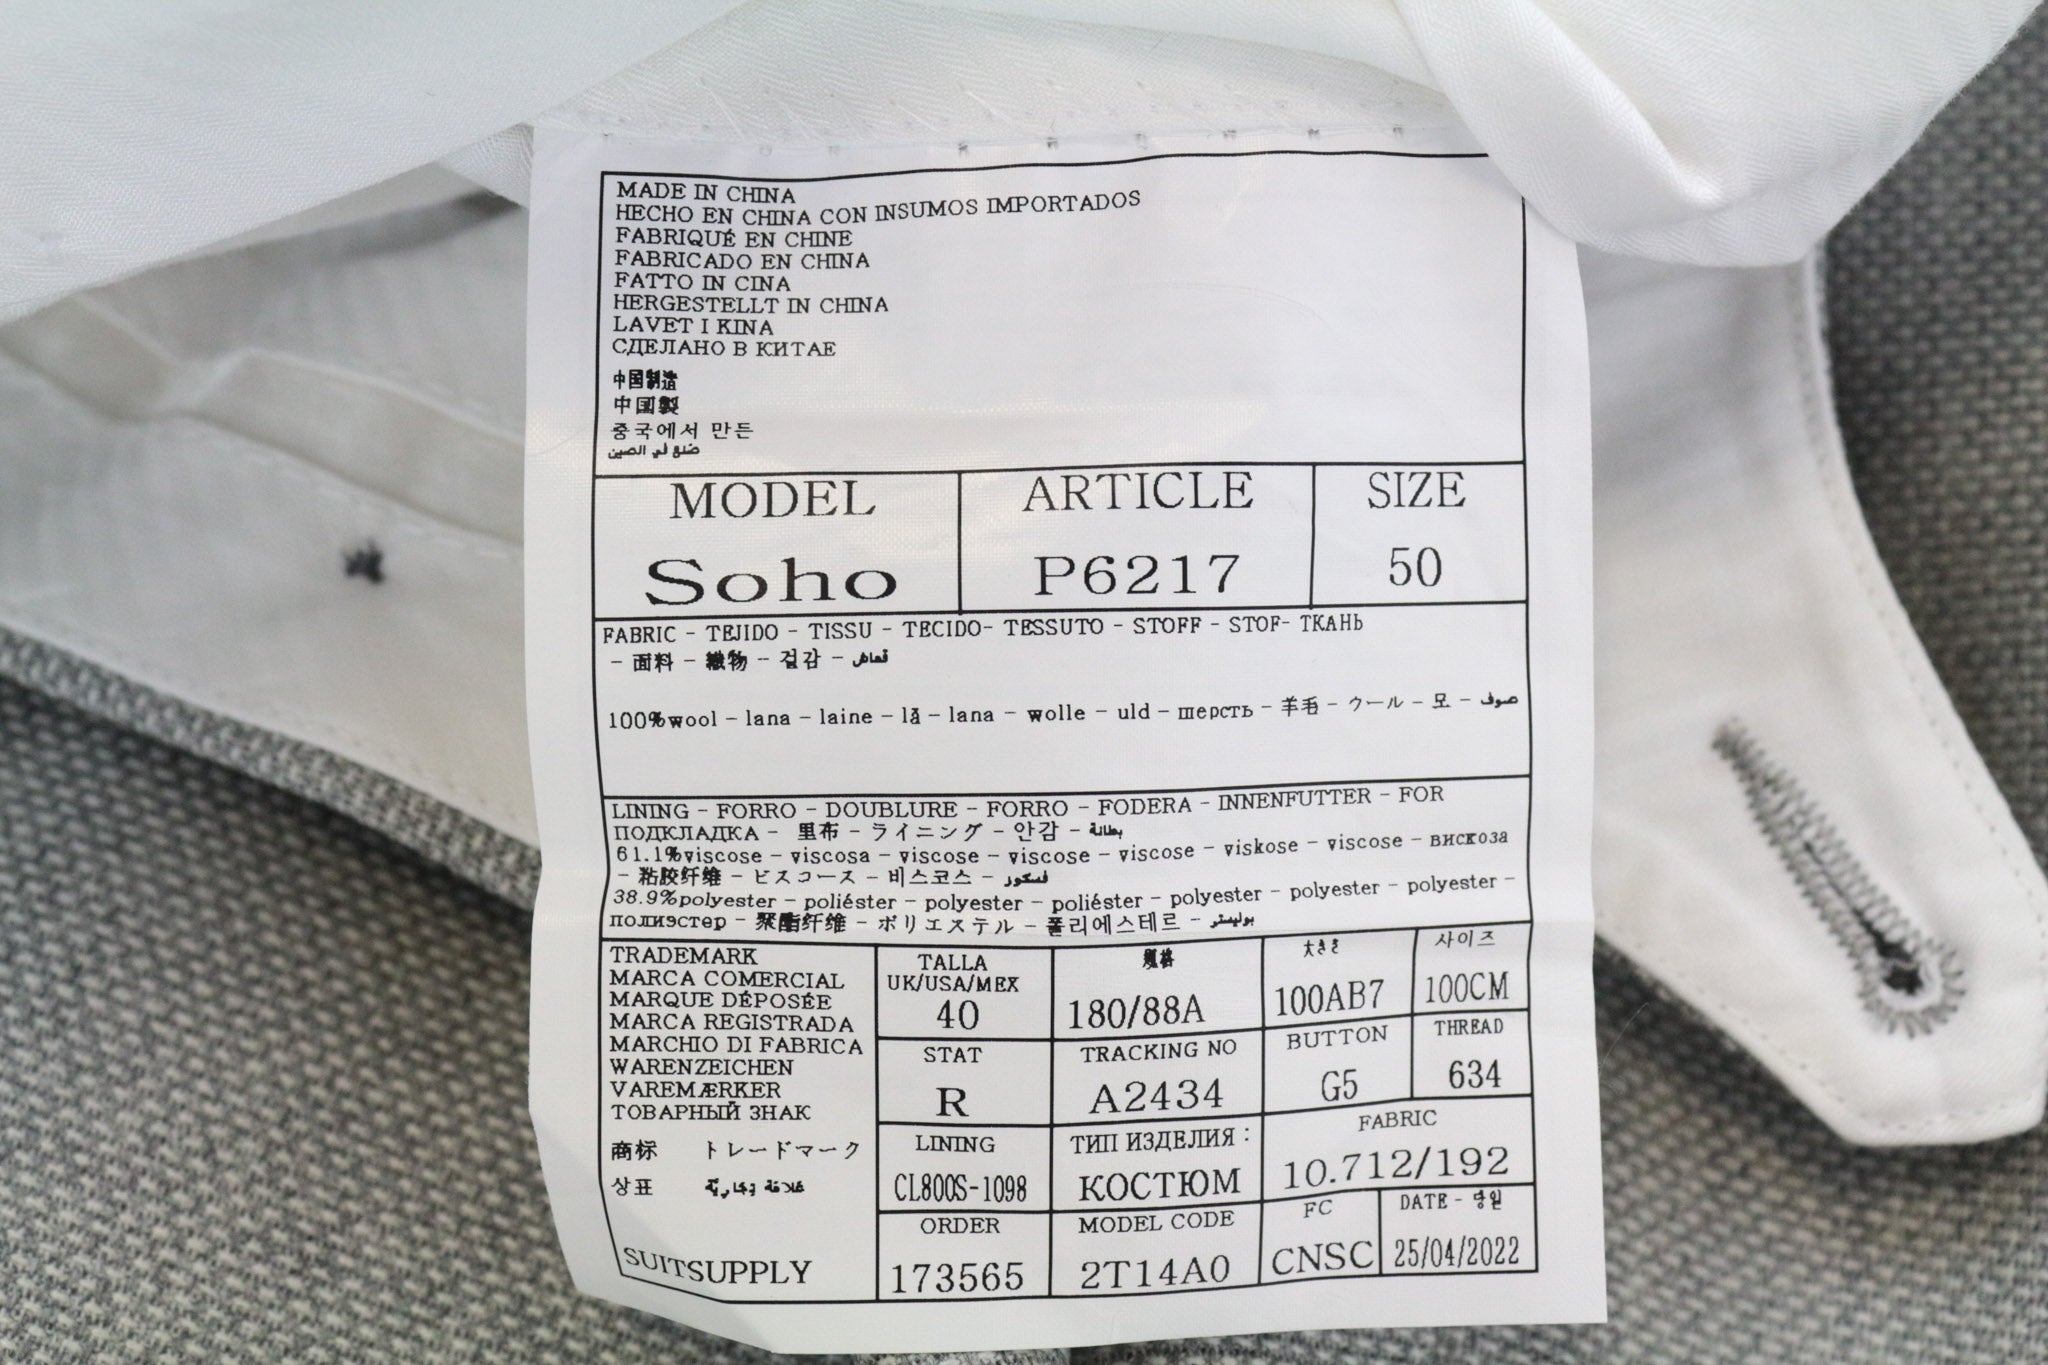 MADE IN CHINA
HECHO EN CHINA CON INSUMOS IMPORTADOS
FABRIQUÉ EN CHINE
FABRICADO EN CHINA
FATTO IN CINA
HERGESTELLT IN CHINA
LAVET I KINA
СДЕЛАНО В КИТАЕ
中国制造
中国製
중국에서 만든
صنع في الصين
MODEL ARTICLE SIZE
Soho P6217 50
FABRIC - TEJIDO - TISSU - TECIDO- TESSUTO - STOFF - STOF- ТКАНЬ
- 面料 - 織物 - 걸감 - قماش
100%wool - lana - laine - lã - lana - wolle - uld - шерсть - 羊毛 - ウール - 모 - صوف
LINING - FORRO - DOUBLURE - FORRO - FODERA - INNENFUTTER - FOR
ПОДКЛАДКА - 里布 - ライニング - 안감 - بطانة
61.1%viscose - viscosa - viscose - viscose - viscose - viskose - viscose - вискоза
- 粘胶纤维 - ビスコース - 비스코스 - فسكوز
38.9%polyester - poliéster - polyester - poliéster - polyester - polyester - polyester -
полиэстер - 聚酯纤维 - ポリエステル - 폴리에스테르 - بوليستر
TRADEMARK
MARCA COMERCIAL
MARQUE DÉPOSÉE
MARCA REGISTRADA
MARCHIO DI FABRICA
WARENZEICHEN
VAREMÆRKER
ТОВАРНЫЙ ЗНАК
商标 トレードマーク
상표 علامة تجارية
SUITSUPPLY
TALLA 规格 大きさ 사이즈
UK/USA/MEX
40 180/88A 100AB7 100CM
STAT TRACKING NO BUTTON THREAD
R A2434 G5 634
LINING ТИП ИЗДЕЛИЯ : FABRIC
CL800S-1098 КОСТЮМ 10.712/192
ORDER MODEL CODE FC DATE -
173565 2T14A0 CNSC 25/04/2022